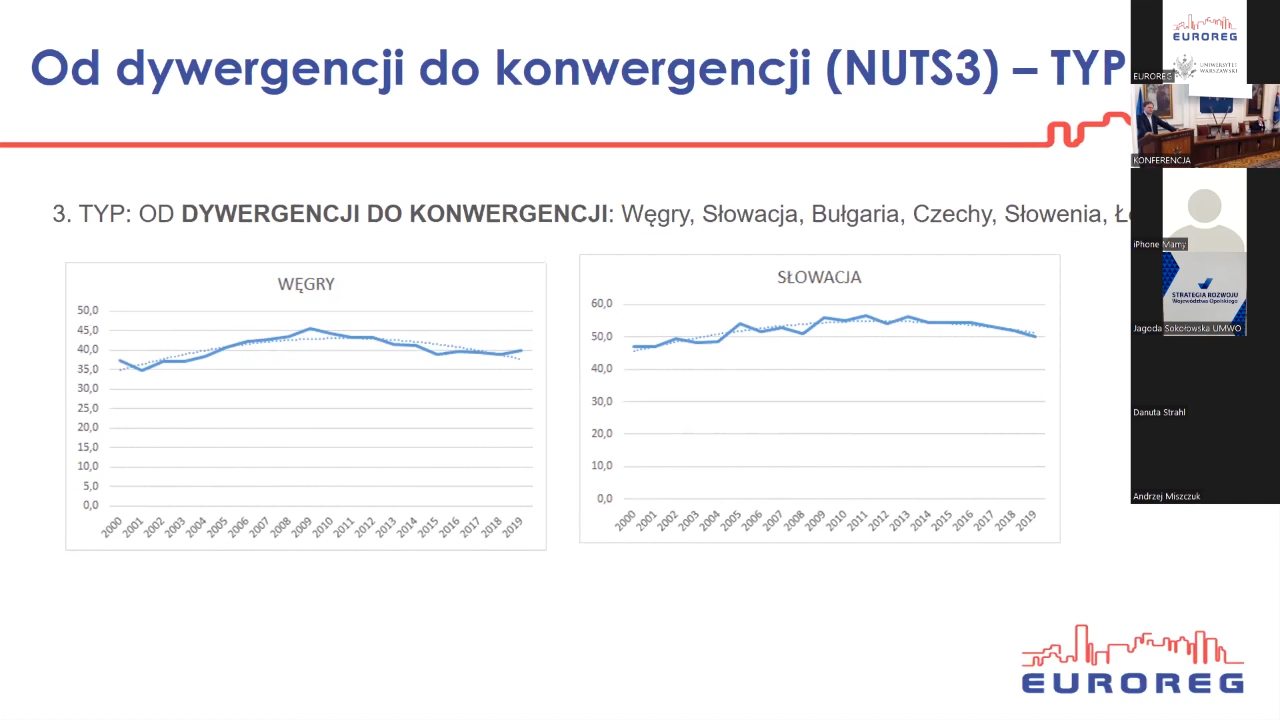 Od dywergencji do konwergencji (NUTS3) – TYP
3. TYP: OD DYWERGENCJI DO KONWERGENCJI: Węgry, Słowacja, Bułgaria, Czechy, Słowenia,
WĘGRY
50,0
45,0
40,0
35,0
30,0
25,0
20,0
15,0
10,0
5,0
0,0
2000 2001 2002 2003 2004 2005 2006 2007 2008 2009 2010 2011 2012 2013 2014 2015 2016 2017 2018 2019
SŁOWACJA
60,0
50,0
40,0
30,0
20,0
10,0
0,0
2000 2001 2002 2003 2004 2005 2006 2007 2008 2009 2010 2011 2012 2013 2014 2015 2016 2017 2018 2019
EUROREG
EUROREG
UNIWERSYTET
WARSZAWSKI
EUROREG
KONFERENCJA
iPhone Mamy
STRATEGIA ROZWOJU
Województwa Opolskiego
Jagoda Sokołowska UMWO
Danuta Strahl
Andrzej Miszczuk